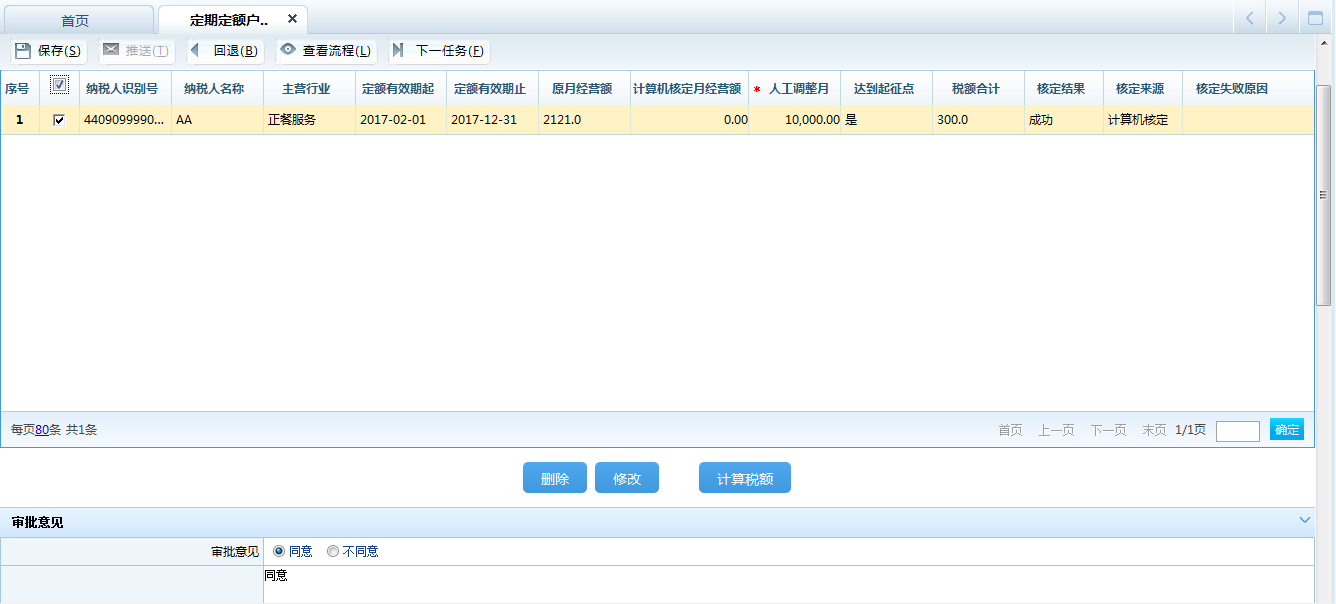 首页 定期定额户.. ×
保存(S) 推送(T) 回退(B) 查看流程(L) 下一任务(F)
序号 纳税人识别号 纳税人名称 主营行业 定额有效期起 定额有效期止 原月经营额 计算机核定月经营额 * 人工调整月 达到起征点 税额合计 核定结果 核定来源 核定失败原因
1 4409099990... AA 正餐服务 2017-02-01 2017-12-31 2121.0 0.00 10,000.00 是 300.0 成功 计算机核定
每页80条 共1条 首页 上一页 下一页 末页 1/1页 确定
删除 修改 计算税额
审批意见
审批意见 同意 不同意
同意